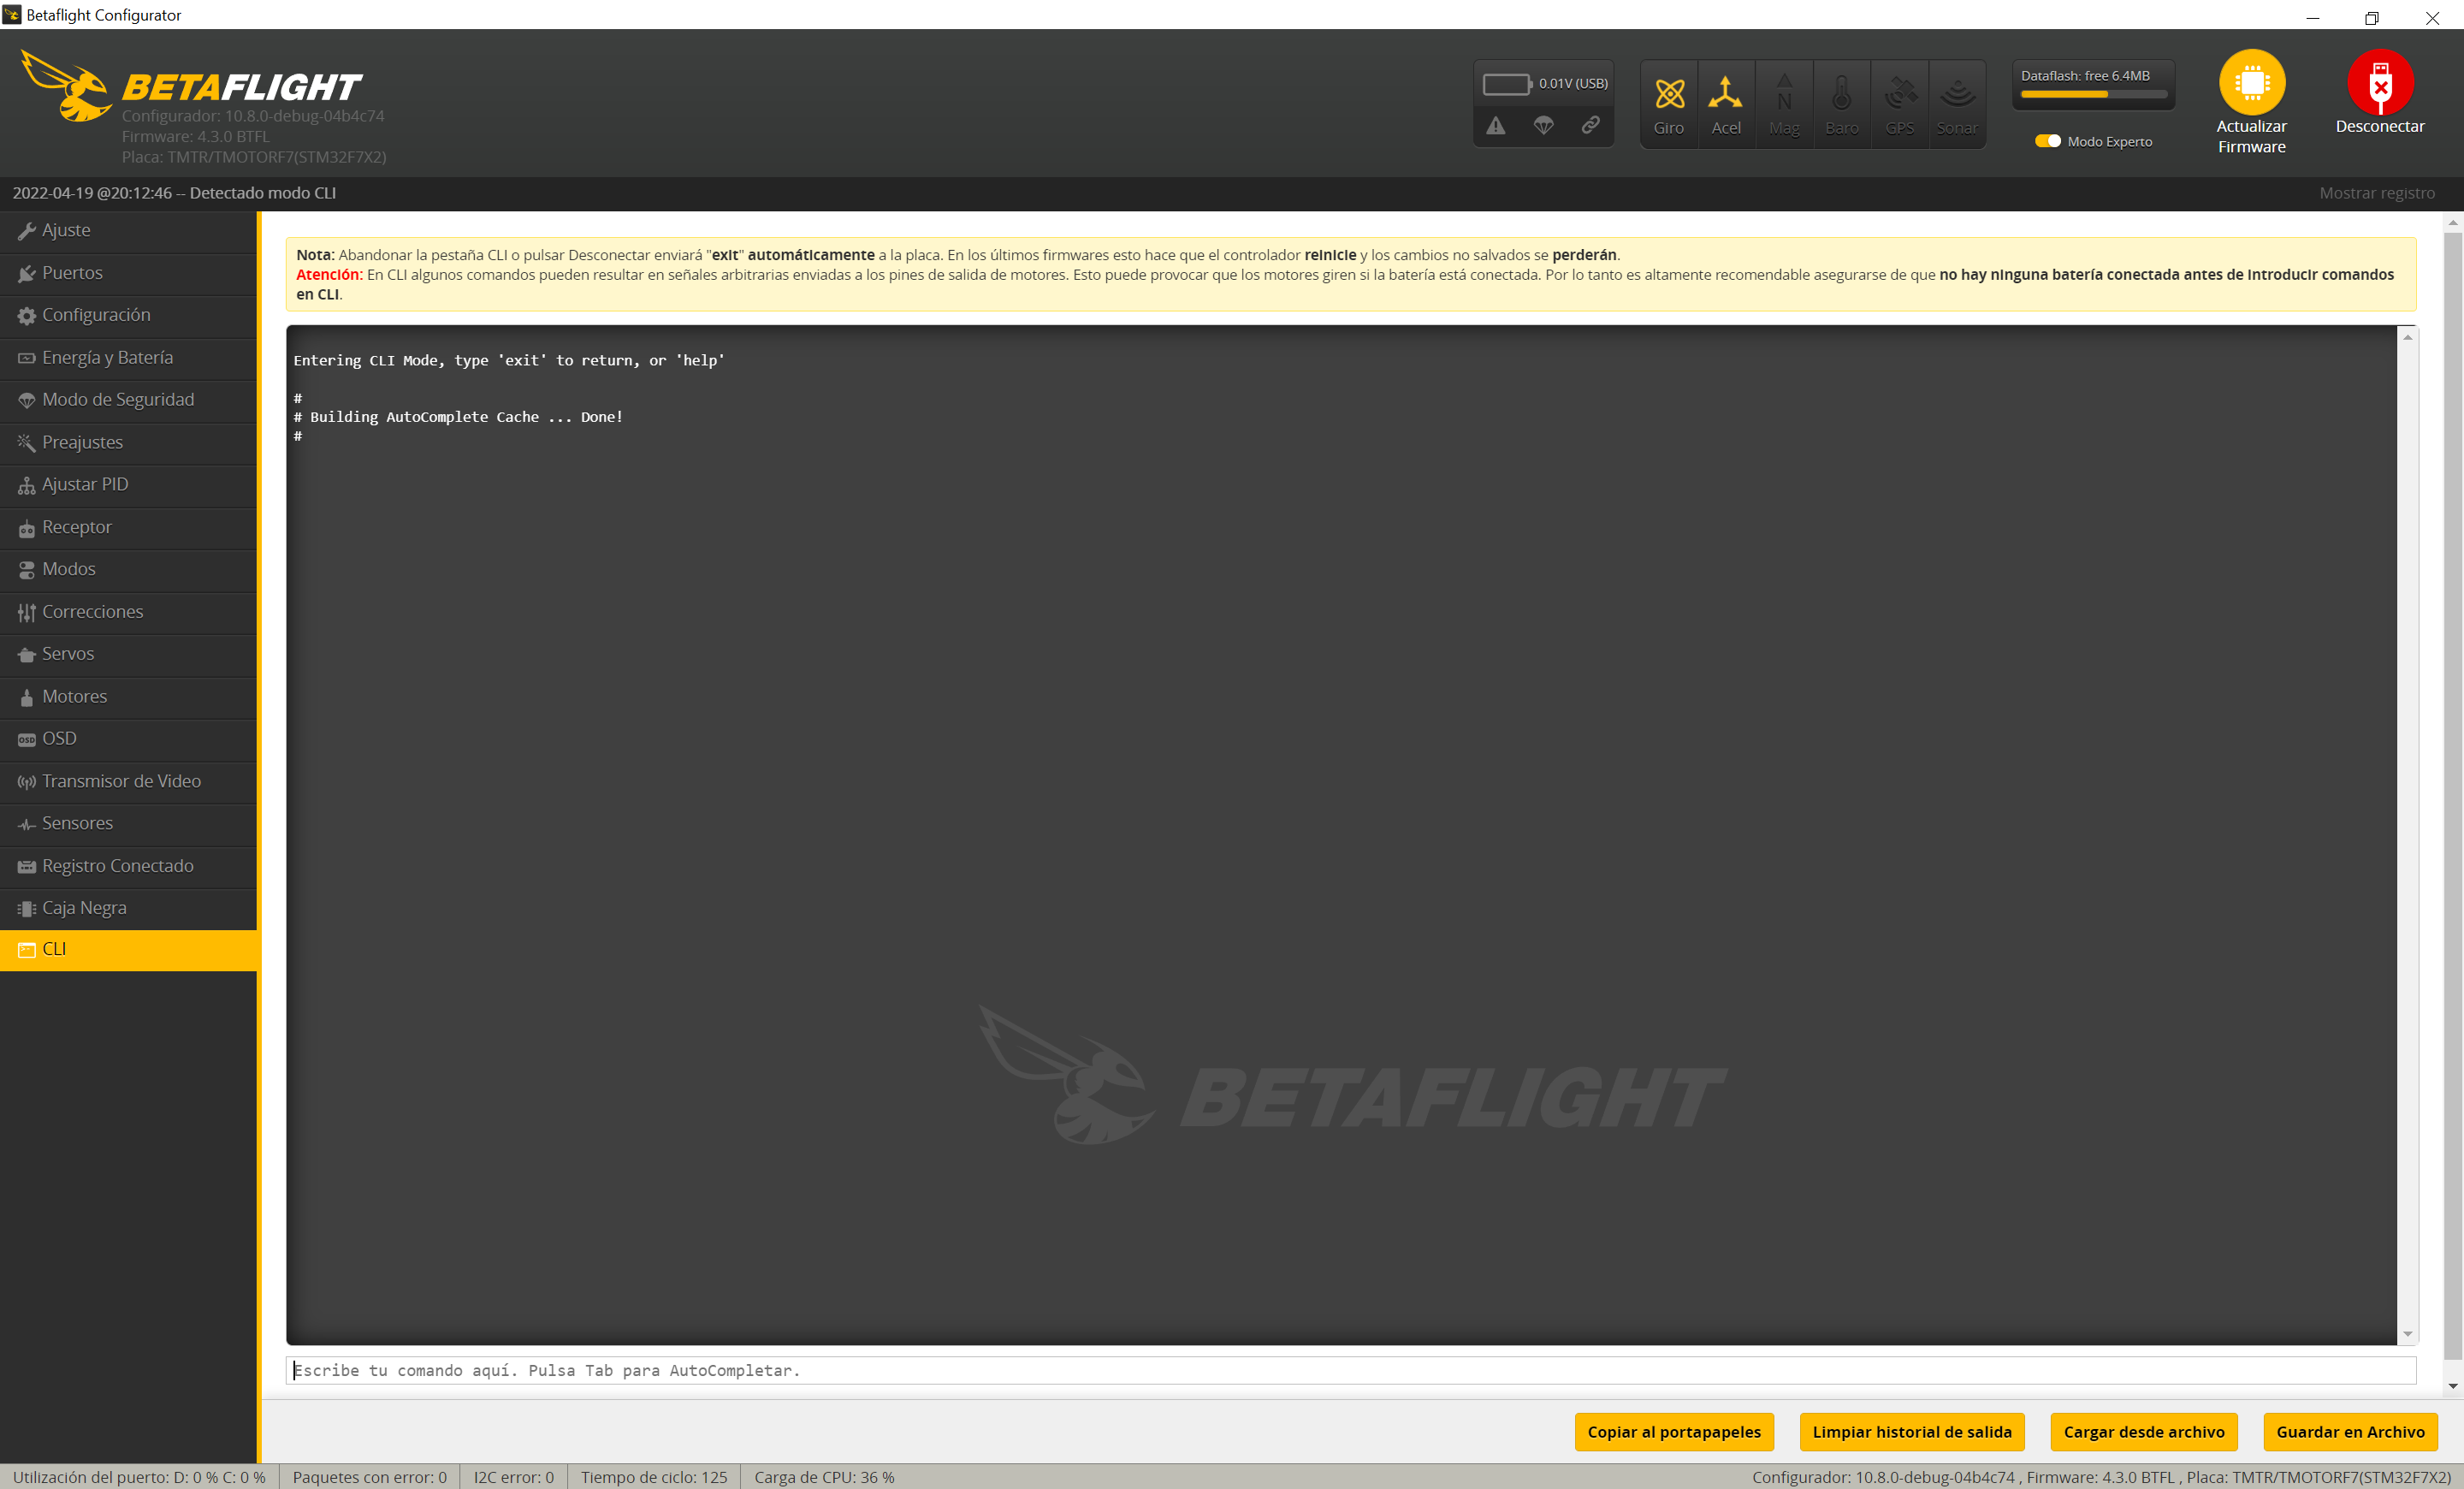 Betaflight Configurator
BETAFLIGHT
Configurador: 10.8.0-debug-04b4c74
Firmware: 4.3.0 BTFL
Placa: TMTR/TMOTORF7(STM32F7X2)
0.01V (USB)
Giro
Acel
Mag
Baro
GPS
Sonar
Dataflash: free 6.4MB
Modo Experto
Actualizar
Firmware
Desconectar
2022-04-19 @20:12:46 -- Detectado modo CLI
Mostrar registro
Ajuste
Puertos
Configuración
Energía y Batería
Modo de Seguridad
Preajustes
Ajustar PID
Receptor
Modos
Correcciones
Servos
Motores
OSD
Transmisor de Video
Sensores
Registro Conectado
Caja Negra
CLI
Nota: Abandonar la pestaña CLI o pulsar Desconectar enviará "exit" automáticamente a la placa. En los últimos firmwares esto hace que el controlador reinicie y los cambios no salvados se perderán.
Atención: En CLI algunos comandos pueden resultar en señales arbitrarias enviadas a los pines de salida de motores. Esto puede provocar que los motores giren si la batería está conectada. Por lo tanto es altamente recomendable asegurarse de que no hay ninguna batería conectada antes de introducir comandos
en CLI.
Entering CLI Mode, type 'exit' to return, or 'help'
#
# Building AutoComplete Cache ... Done!
#
BETAFLIGHT
Escribe tu comando aquí. Pulsa Tab para AutoCompletar.
Copiar al portapapeles
Limpiar historial de salida
Cargar desde archivo
Guardar en Archivo
Utilización del puerto: D: 0 % C: 0 %
Paquetes con error: 0
I2C error: 0
Tiempo de ciclo: 125
Carga de CPU: 36 %
Configurador: 10.8.0-debug-04b4c74 , Firmware: 4.3.0 BTFL , Placa: TMTR/TMOTORF7(STM32F7X2)